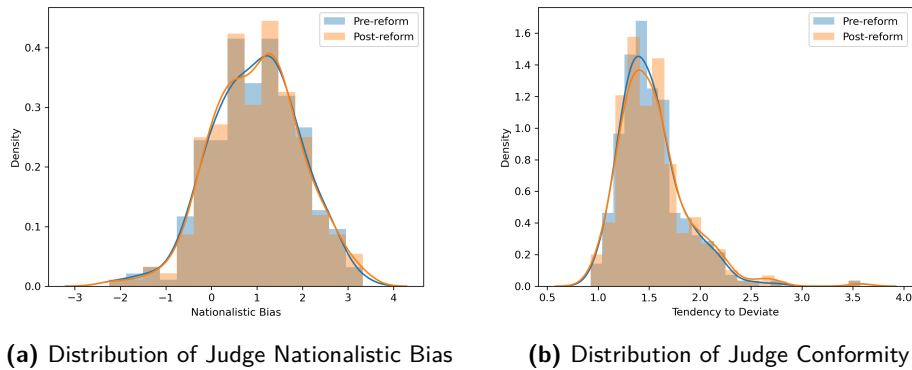 Pre-reform
Post-reform
0.4
0.3
0.2
0.1
0.0
Density
−3 −2 −1 0 1 2 3 4
Nationalistic Bias
(a) Distribution of Judge Nationalistic Bias
Pre-reform
Post-reform
1.6
1.4
1.2
1.0
0.8
0.6
0.4
0.2
0.0
Density
0.5 1.0 1.5 2.0 2.5 3.0 3.5 4.0
Tendency to Deviate
(b) Distribution of Judge Conformity